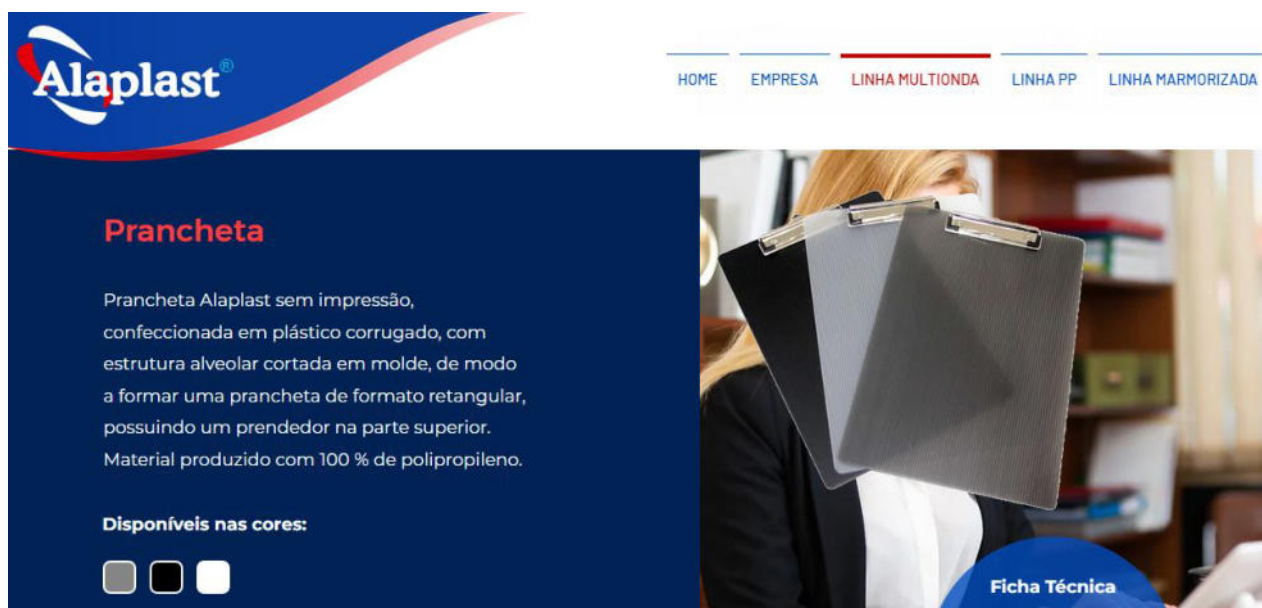 Alaplast®
HOME EMPRESA LINHA MULTIONDA LINHA PP LINHA MARMORIZADA
Prancheta
Prancheta Alaplast sem impressão,
confeccionada em plástico corrugado, com
estrutura alveolar cortada em molde, de modo
a formar uma prancheta de formato retangular,
possuindo um prendedor na parte superior.
Material produzido com 100 % de polipropileno.
Disponíveis nas cores:
Ficha Técnica